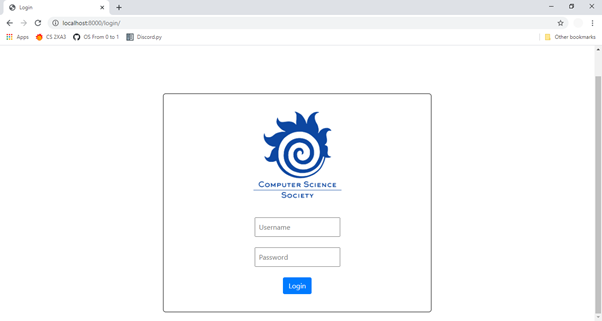 Login
localhost:8000/login/
Apps CS 2XA3 OS From 0 to 1 Discord.py Other bookmarks
COMPUTER SCIENCE
SOCIETY
Username
Password
Login